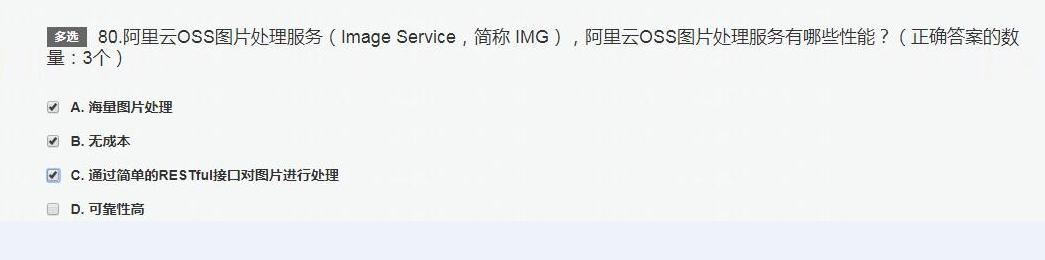 多选 80.阿里云OSS图片处理服务（Image Service，简称 IMG），阿里云OSS图片处理服务有哪些性能？（正确答案的数
量：3个）
A. 海量图片处理
B. 无成本
C. 通过简单的RESTful接口对图片进行处理
D. 可靠性高